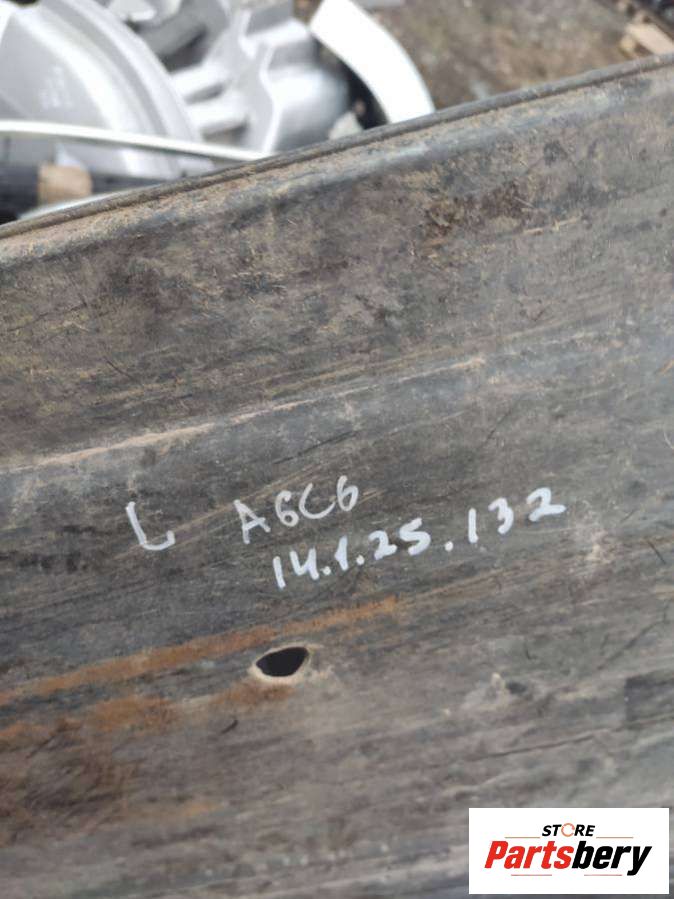 L A6C6
14.1.25.132
STORE
Partsbery